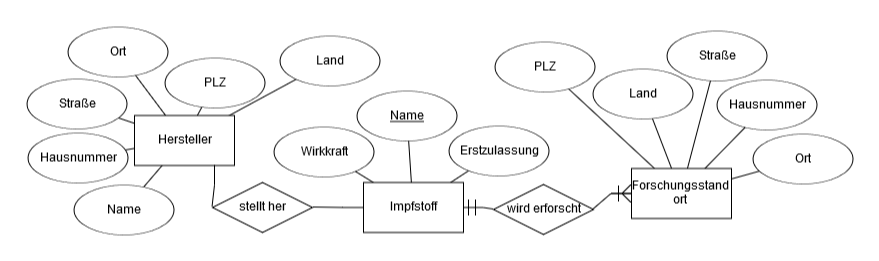 Ort
PLZ
Land
Straße
Hersteller
Hausnummer
Name
stellt her
Name
Wirkkraft
Erstzulassung
Impfstoff
wird erforscht
PLZ
Land
Straße
Hausnummer
Ort
Forschungsstand
ort